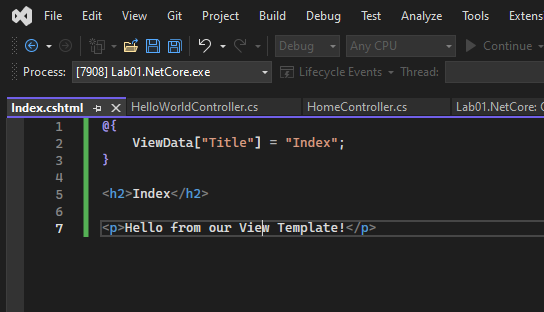 File Edit View Git Project Build Debug Test Analyze Tools Extens
Debug Any CPU Continue
Process: [7908] Lab01.NetCore.exe Lifecycle Events Thread:
Index.cshtml HelloWorldController.cs HomeController.cs Lab01.NetCore: 
1 @{
2 ViewData["Title"] = "Index";
3 }
4
5 <h2>Index</h2>
6
7 <p>Hello from our View Template!</p>